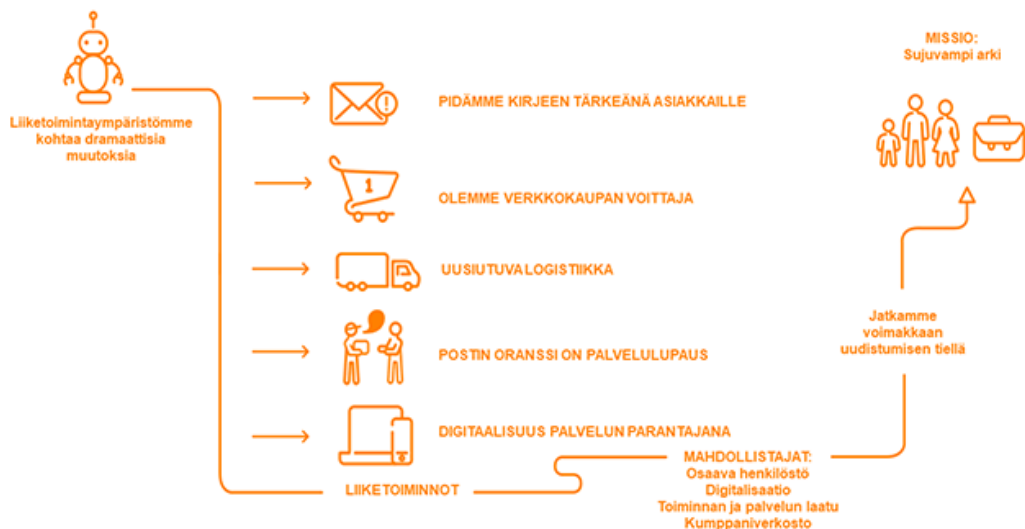 Liiketoimintaympäristömme
kohtaa dramaattisia
muutoksia
PIDÄMME KIRJEEN TÄRKEÄNÄ ASIAKKAILLE
1
OLEMME VERKKOKAUPAN VOITTAJA
UUSIUTUVA LOGISTIIKKA
POSTIN ORANSSI ON PALVELULUPAUS
DIGITAALISUUS PALVELUN PARANTAJANA
LIIKETOIMINNOT
MAHDOLLISTAJAT:
Osaava henkilöstö
Digitalisaatio
Toiminnan ja palvelun laatu
Kumppaniverkosto
Jatkamme
voimakkaan
uudistumisen tiellä
MISSIO:
Sujuvampi arki